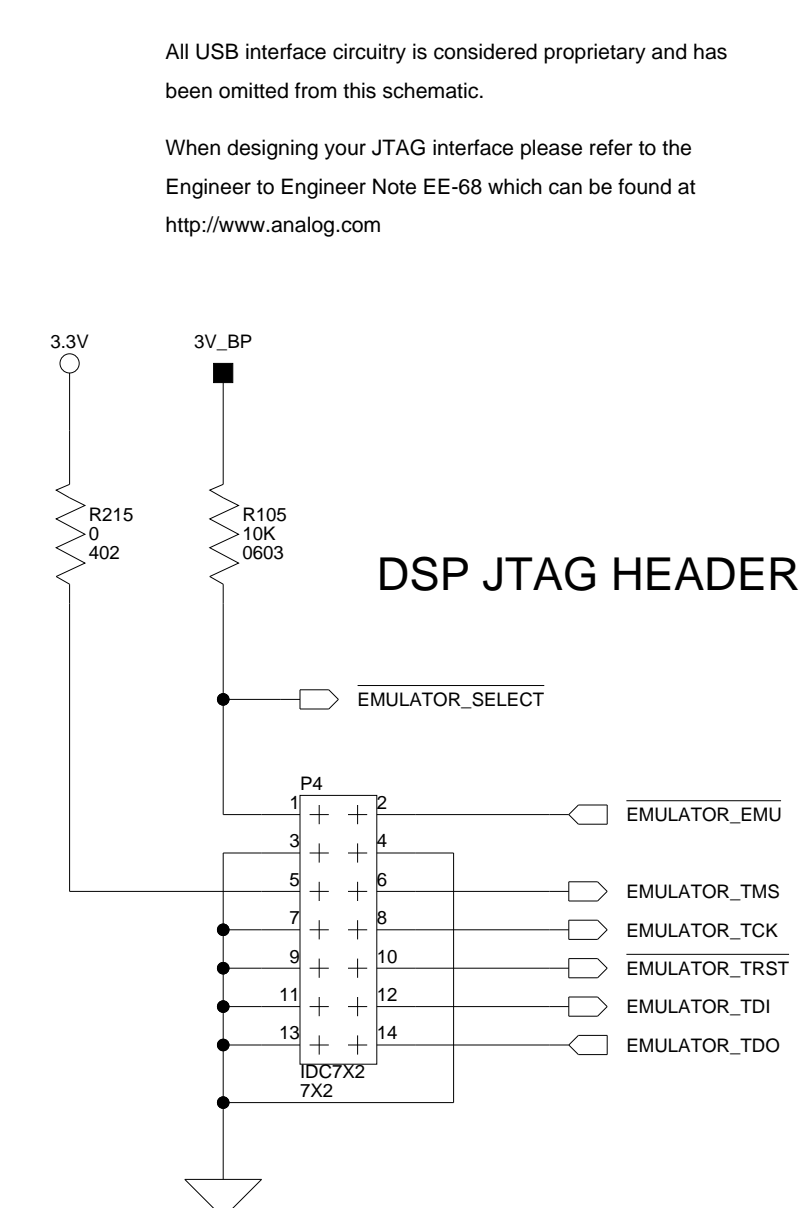 All USB interface circuitry is considered proprietary and has
been omitted from this schematic.
When designing your JTAG interface please refer to the
Engineer to Engineer Note EE-68 which can be found at
http://www.analog.com
3.3V
3V_BP
R215
0
402
R105
10K
0603
DSP JTAG HEADER
EMULATOR_SELECT
P4
1 2 EMULATOR_EMU
3 4
5 6 EMULATOR_TMS
7 8 EMULATOR_TCK
9 10 EMULATOR_TRST
11 12 EMULATOR_TDI
13 14 EMULATOR_TDO
IDC7X2
7X2